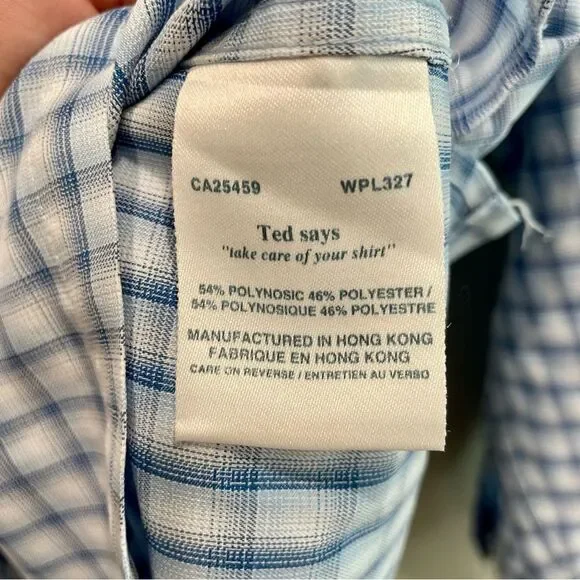 CA25459 WPL327
Ted says
"take care of your shirt"
54% POLYNOSIC 46% POLYESTER /
54% POLYNOSIQUE 46% POLYESTRE
MANUFACTURED IN HONG KONG
FABRIQUE EN HONG KONG
CARE ON REVERSE / ENTRETIEN AU VERSO